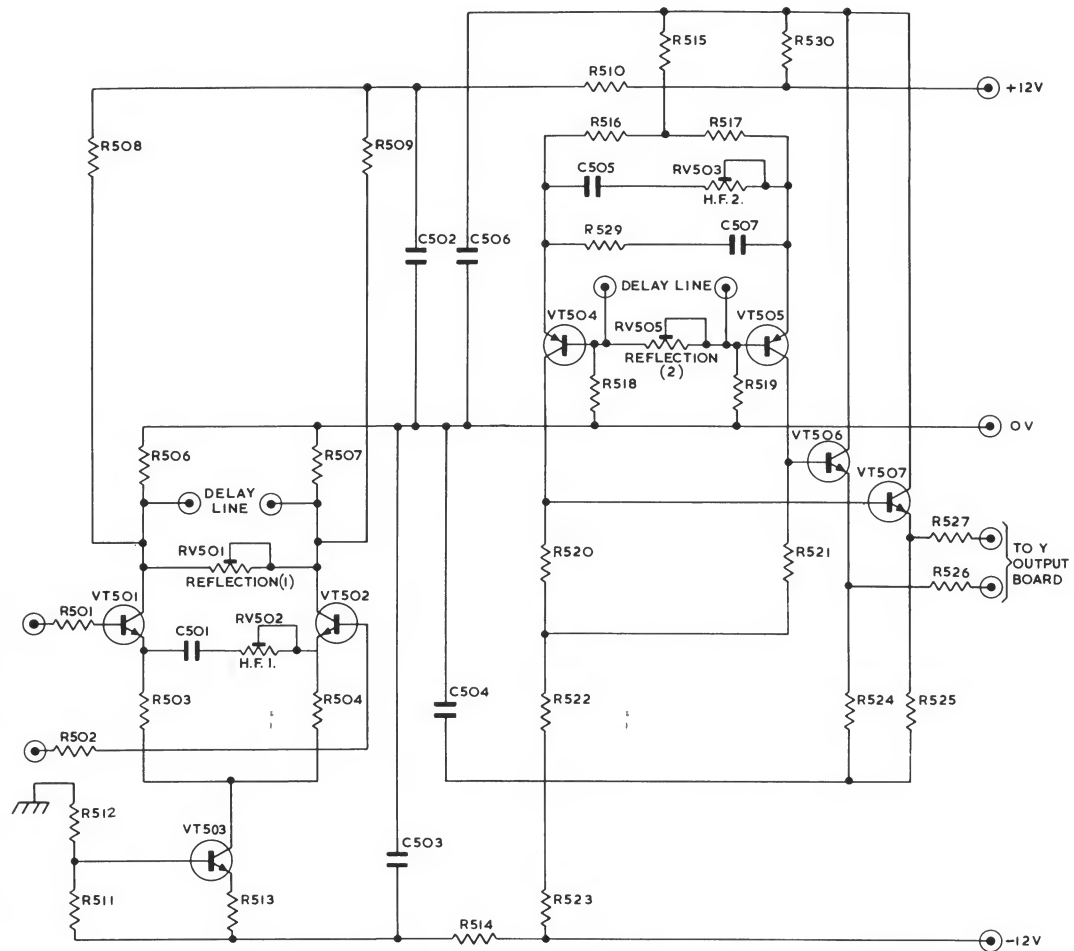 R515
R530
R510
+12V
R508
R509
R516
R517
C505
RV503
H.F.2.
R529
C507
C502
C506
DELAY LINE
VT504
RV505
VT505
REFLECTION
(2)
R518
R519
0V
R506
R507
VT506
VT507
DELAY
LINE
R527
RV501
REFLECTION(1)
R520
R521
TO Y
OUTPUT
BOARD
R526
VT501
VT502
R501
C501
RV502
H.F.1.
R503
R504
C504
R522
R524
R525
R502
R512
VT503
C503
R511
R513
R523
R514
-12V